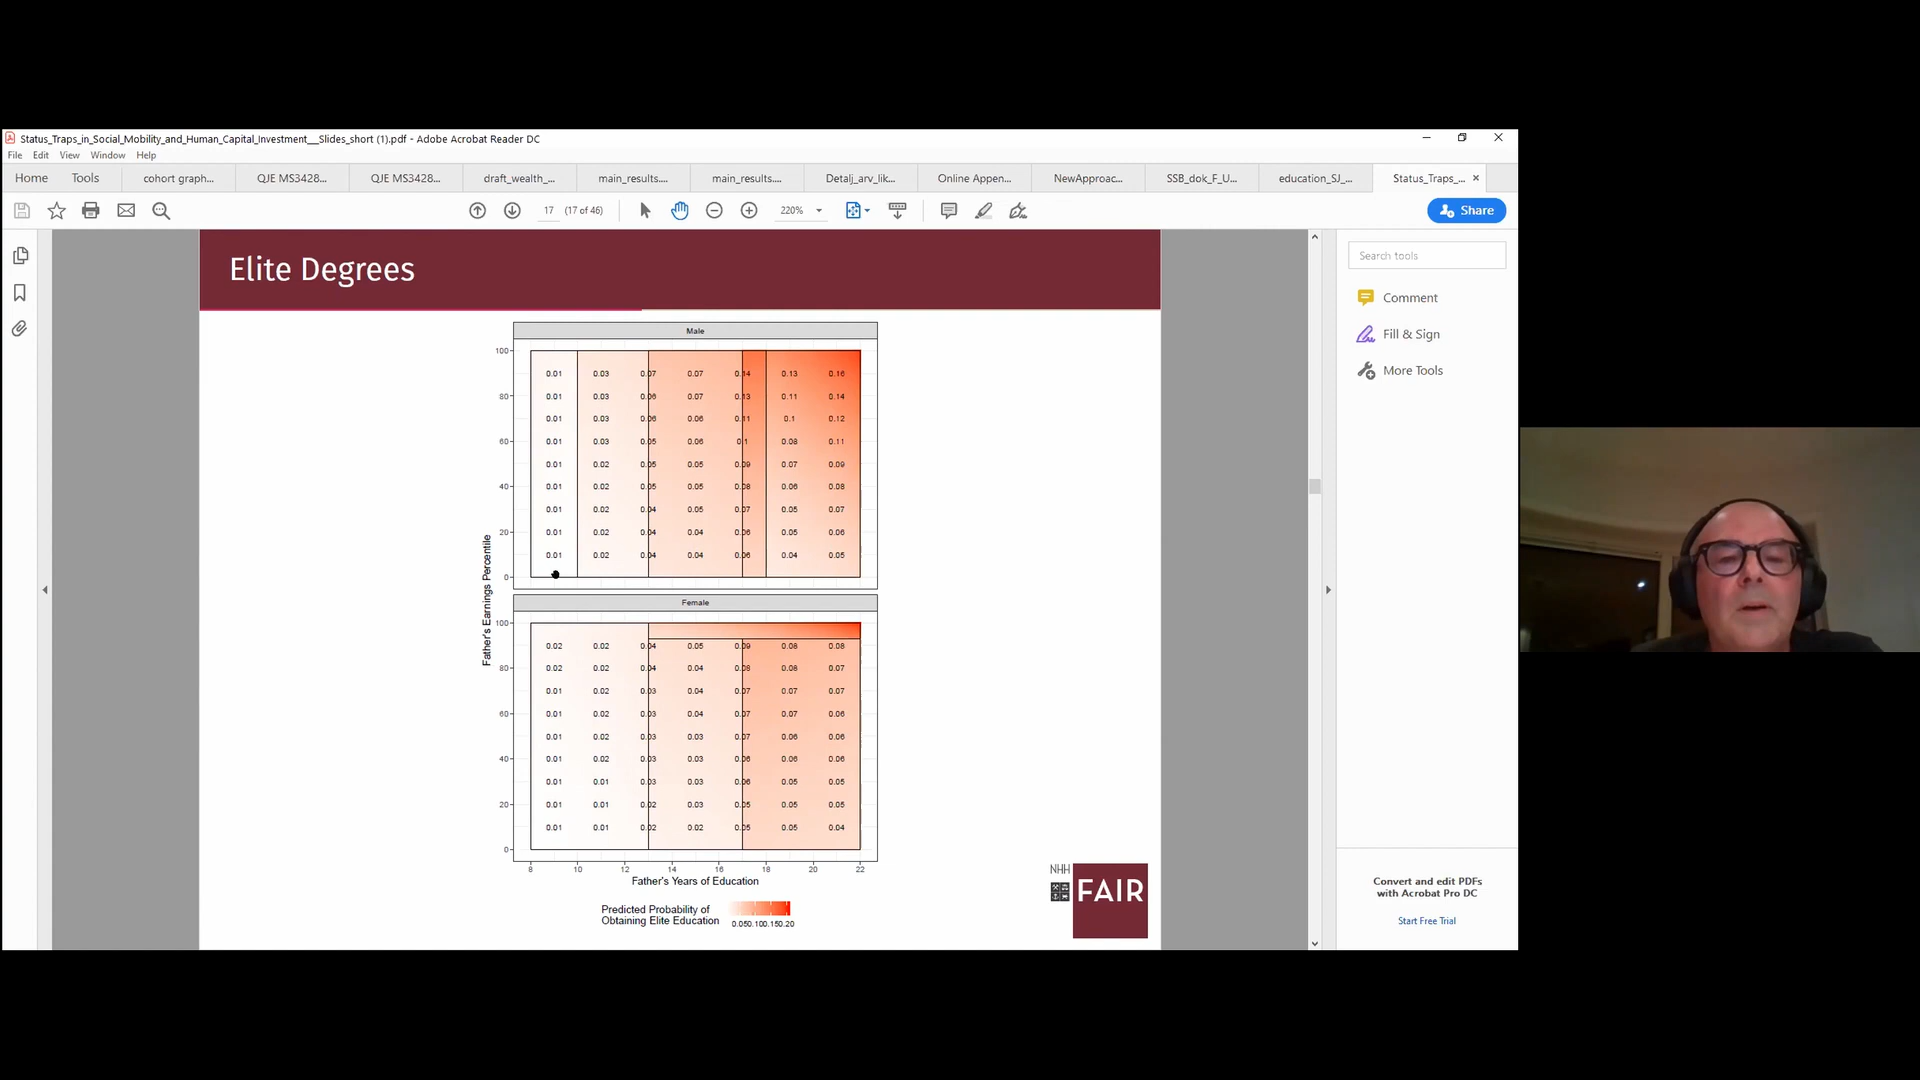 Status_Traps_in_Social_Mobility_and_Human_Capital_Investment__Slides_short (1).pdf - Adobe Acrobat Reader DC
File Edit View Window Help
Home Tools cohort graph... QJE MS3428... QJE MS3428... draft_wealth_... main_results.... main_results.... Detalj_arv_lik... Online Appen... NewApproac... SSB_dok_F_U... education_SJ_... Status_Traps_... ×
17 (17 of 46) 220% Share
Elite Degrees
Search tools
Comment
Fill & Sign
More Tools
Father's Earnings Percentile
Male
100
0.01 0.03 0.07 0.07 0.14 0.13 0.16
80 0.01 0.03 0.06 0.07 0.13 0.11 0.14
0.01 0.03 0.06 0.06 0.11 0.1 0.12
60 0.01 0.03 0.05 0.06 0.1 0.08 0.11
0.01 0.02 0.05 0.05 0.09 0.07 0.09
40 0.01 0.02 0.05 0.05 0.08 0.06 0.08
0.01 0.02 0.04 0.05 0.07 0.05 0.07
20 0.01 0.02 0.04 0.04 0.06 0.05 0.06
0.01 0.02 0.04 0.04 0.06 0.04 0.05
0
Female
100
0.02 0.02 0.04 0.05 0.09 0.08 0.08
80 0.02 0.02 0.04 0.04 0.08 0.08 0.07
0.01 0.02 0.03 0.04 0.07 0.07 0.07
60 0.01 0.02 0.03 0.04 0.07 0.07 0.06
0.01 0.02 0.03 0.03 0.07 0.06 0.06
40 0.01 0.02 0.03 0.03 0.06 0.06 0.06
0.01 0.01 0.03 0.03 0.06 0.05 0.05
20 0.01 0.01 0.02 0.03 0.05 0.05 0.05
0.01 0.01 0.02 0.02 0.05 0.05 0.04
0
8 10 12 14 16 18 20 22
Father's Years of Education
Predicted Probability of
Obtaining Elite Education
0.050.100.150.20
NHH
FAIR
Convert and edit PDFs
with Acrobat Pro DC
Start Free Trial